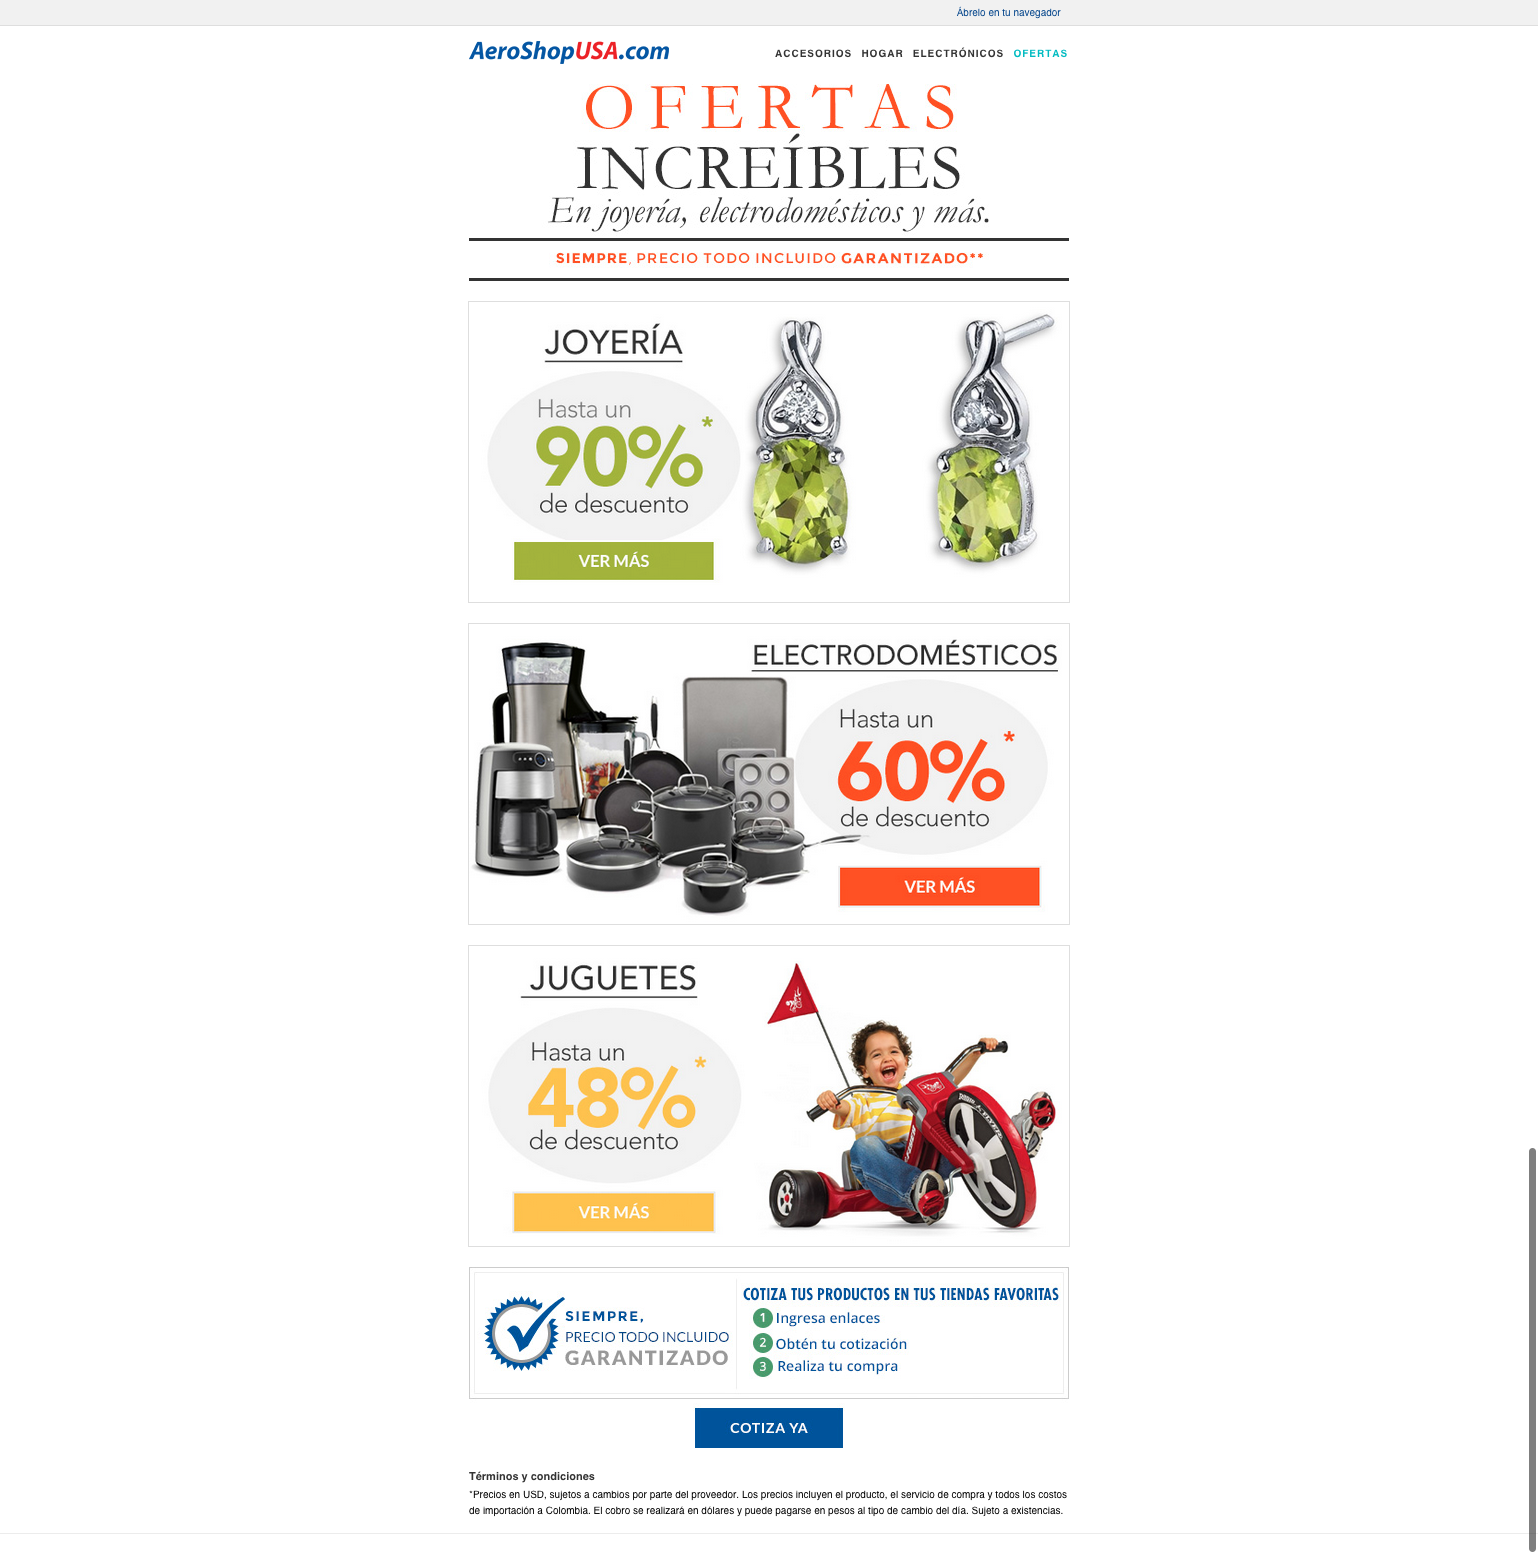 Ábrelo en tu navegador
AeroShopUSA.com
ACCESORIOS HOGAR ELECTRÓNICOS OFERTAS
OFERTAS
INCREÍBLES
En joyería, electrodomésticos y más.
SIEMPRE, PRECIO TODO INCLUIDO GARANTIZADO**
JOYERÍA
Hasta un
90%*
de descuento
VER MÁS
ELECTRODOMÉSTICOS
Hasta un
60%*
de descuento
VER MÁS
JUGUETES
Hasta un
48%*
de descuento
VER MÁS
SIEMPRE,
PRECIO TODO INCLUIDO
GARANTIZADO
COTIZA TUS PRODUCTOS EN TUS TIENDAS FAVORITAS
1 Ingresa enlaces
2 Obtén tu cotización
3 Realiza tu compra
COTIZA YA
Términos y condiciones
*Precios en USD, sujetos a cambios por parte del proveedor. Los precios incluyen el producto, el servicio de compra y todos los costos
de importación a Colombia. El cobro se realizará en dólares y puede pagarse en pesos al tipo de cambio del día. Sujeto a existencias.